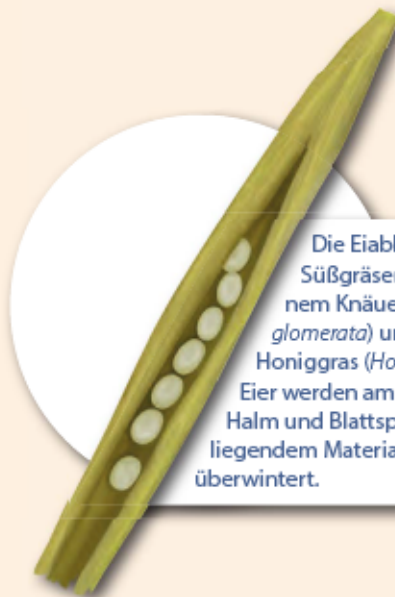 Die Eiabl
Süßgräser
nem Knäue
glomerata) u
Honiggras (Ho
Eier werden am
Halm und Blattsp
liegendem Materia
überwintert.